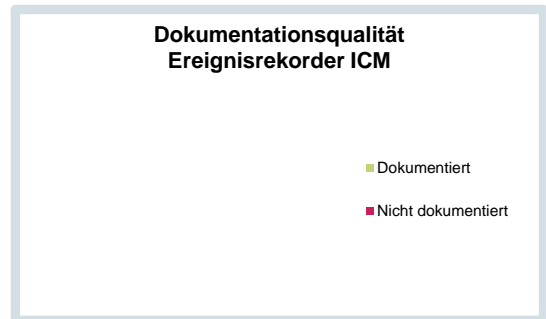 Dokumentationsqualität
Ereignisrekorder ICM
Dokumentiert
Nicht dokumentiert